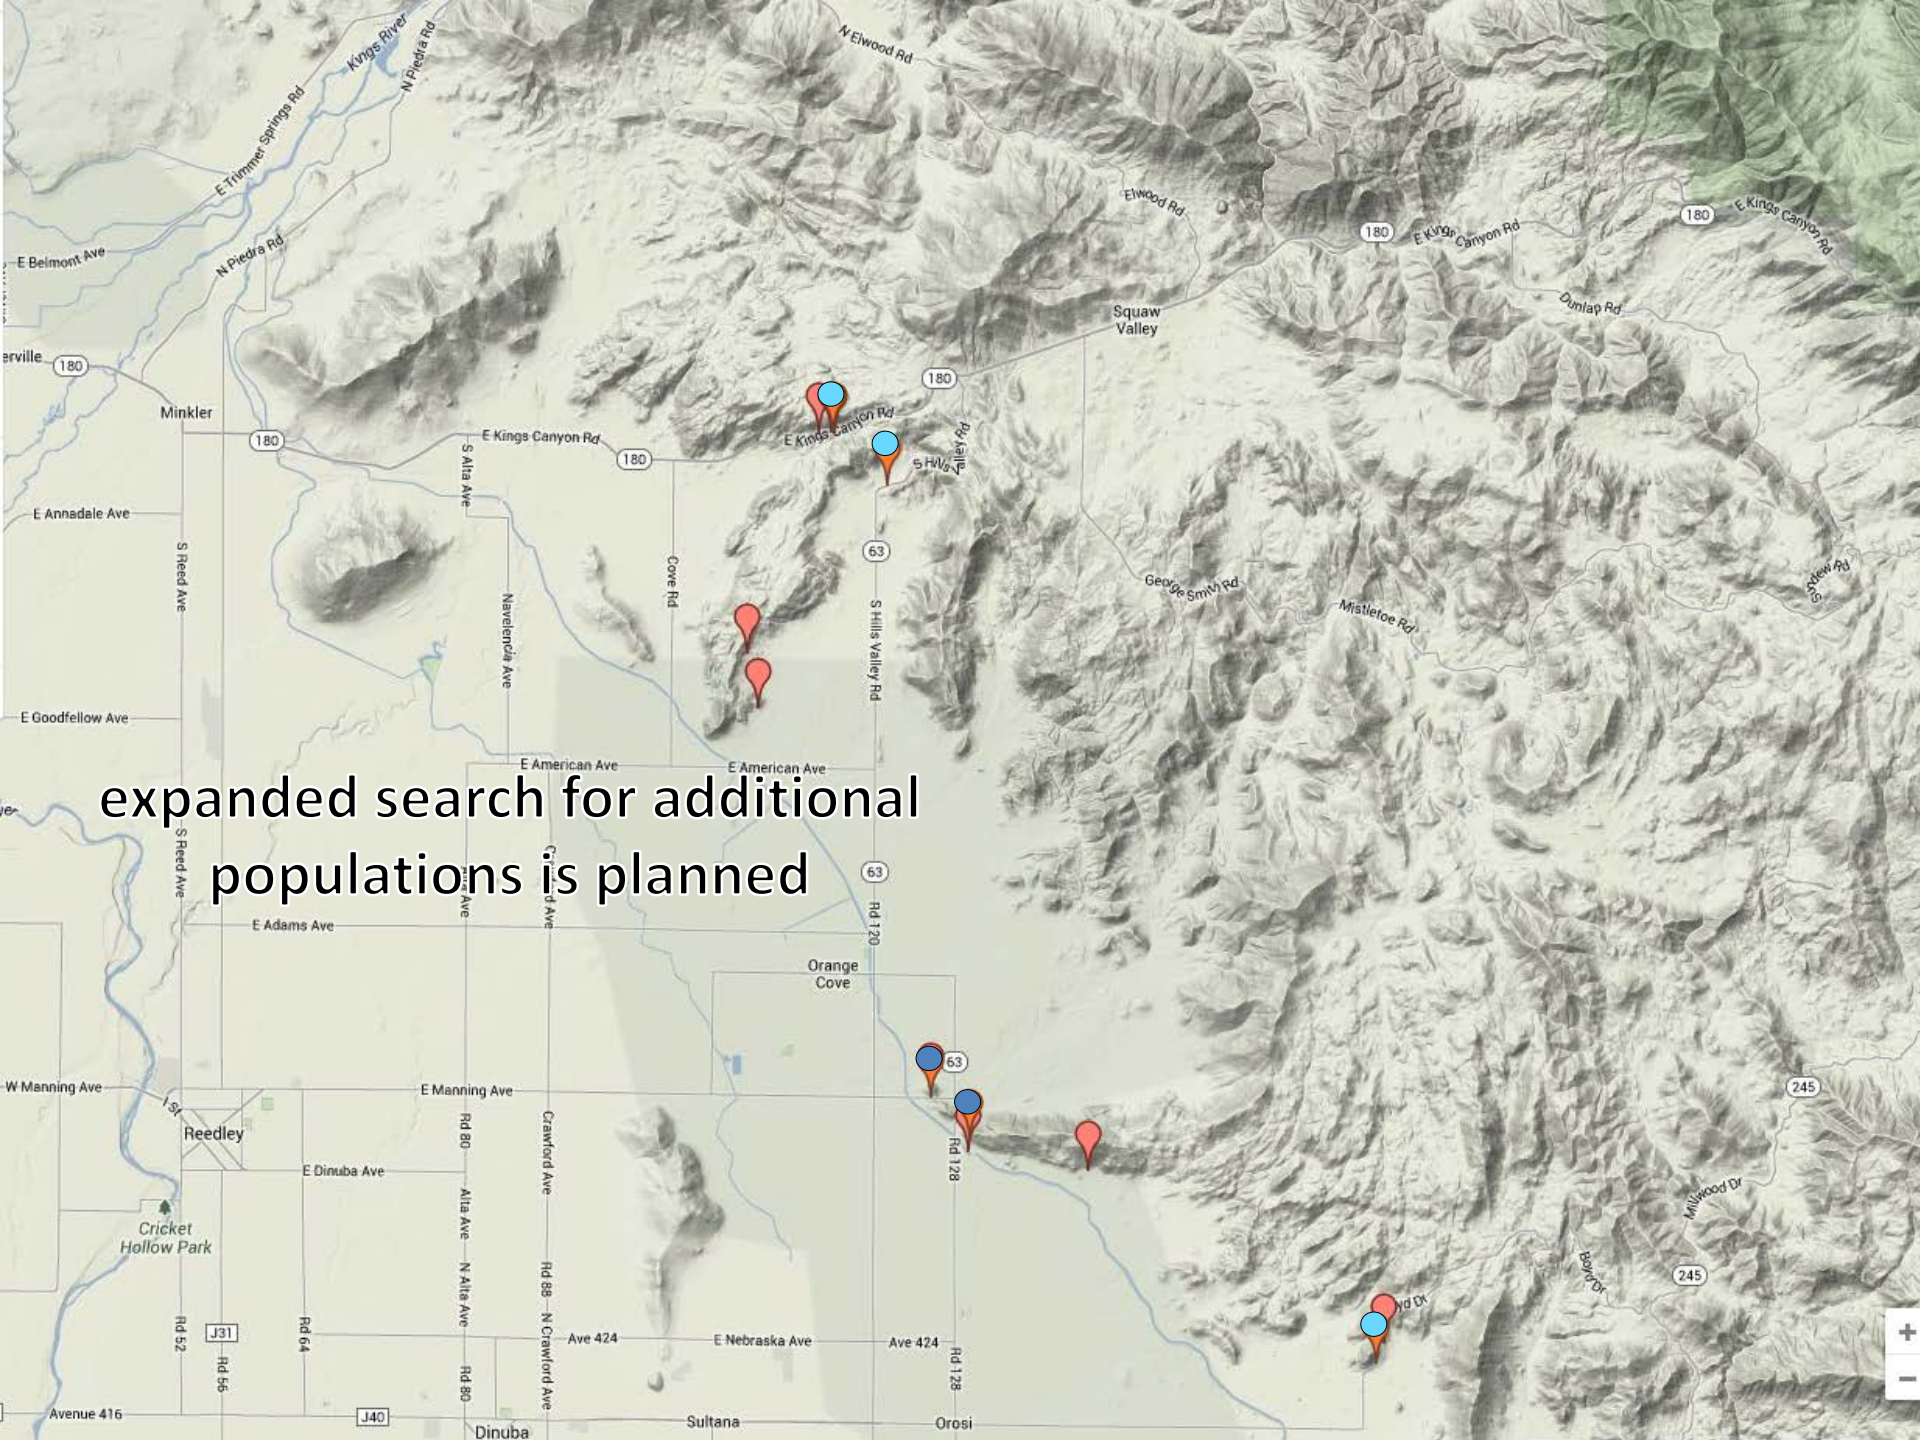 Kings River
N Piedra Rd
N Elwood Rd
E Trimmer Springs Rd
Elwood Rd
180
E Kings Canyon Rd
180
E Kings Canyon Rd
E Belmont Ave
N Piedra Rd
Dunlap Rd
Squaw
Valley
erville
180
180
Minkler
180
E Kings Canyon Rd
180
E Kings Canyon Rd
S Alta Ave
S Hills
Valley Rd
E Annadale Ave
S Reed Ave
Cove Rd
63
Navelencia Ave
George Smith Rd
Mistletoe Rd
S Hills Valley Rd
E Goodfellow Ave
E American Ave
E American Ave
expanded search for additional
populations is planned
S Reed Ave
63
Rd 120
E Adams Ave
Orange
Cove
63
W Manning Ave
I St
E Manning Ave
245
Reedley
Rd 80
Crawford Ave
Rd 128
E Dinuba Ave
Alta Ave
Millwood Dr
Cricket
Hollow Park
N Alta Ave
Rd 88
Boyd Dr
245
yd Dr
Rd 52
J31
Rd 64
N Crawford Ave
Ave 424
E Nebraska Ave
Ave 424
+
Rd 56
Rd 80
Rd 128
−
Avenue 416
J40
Dinuba
Sultana
Orosi